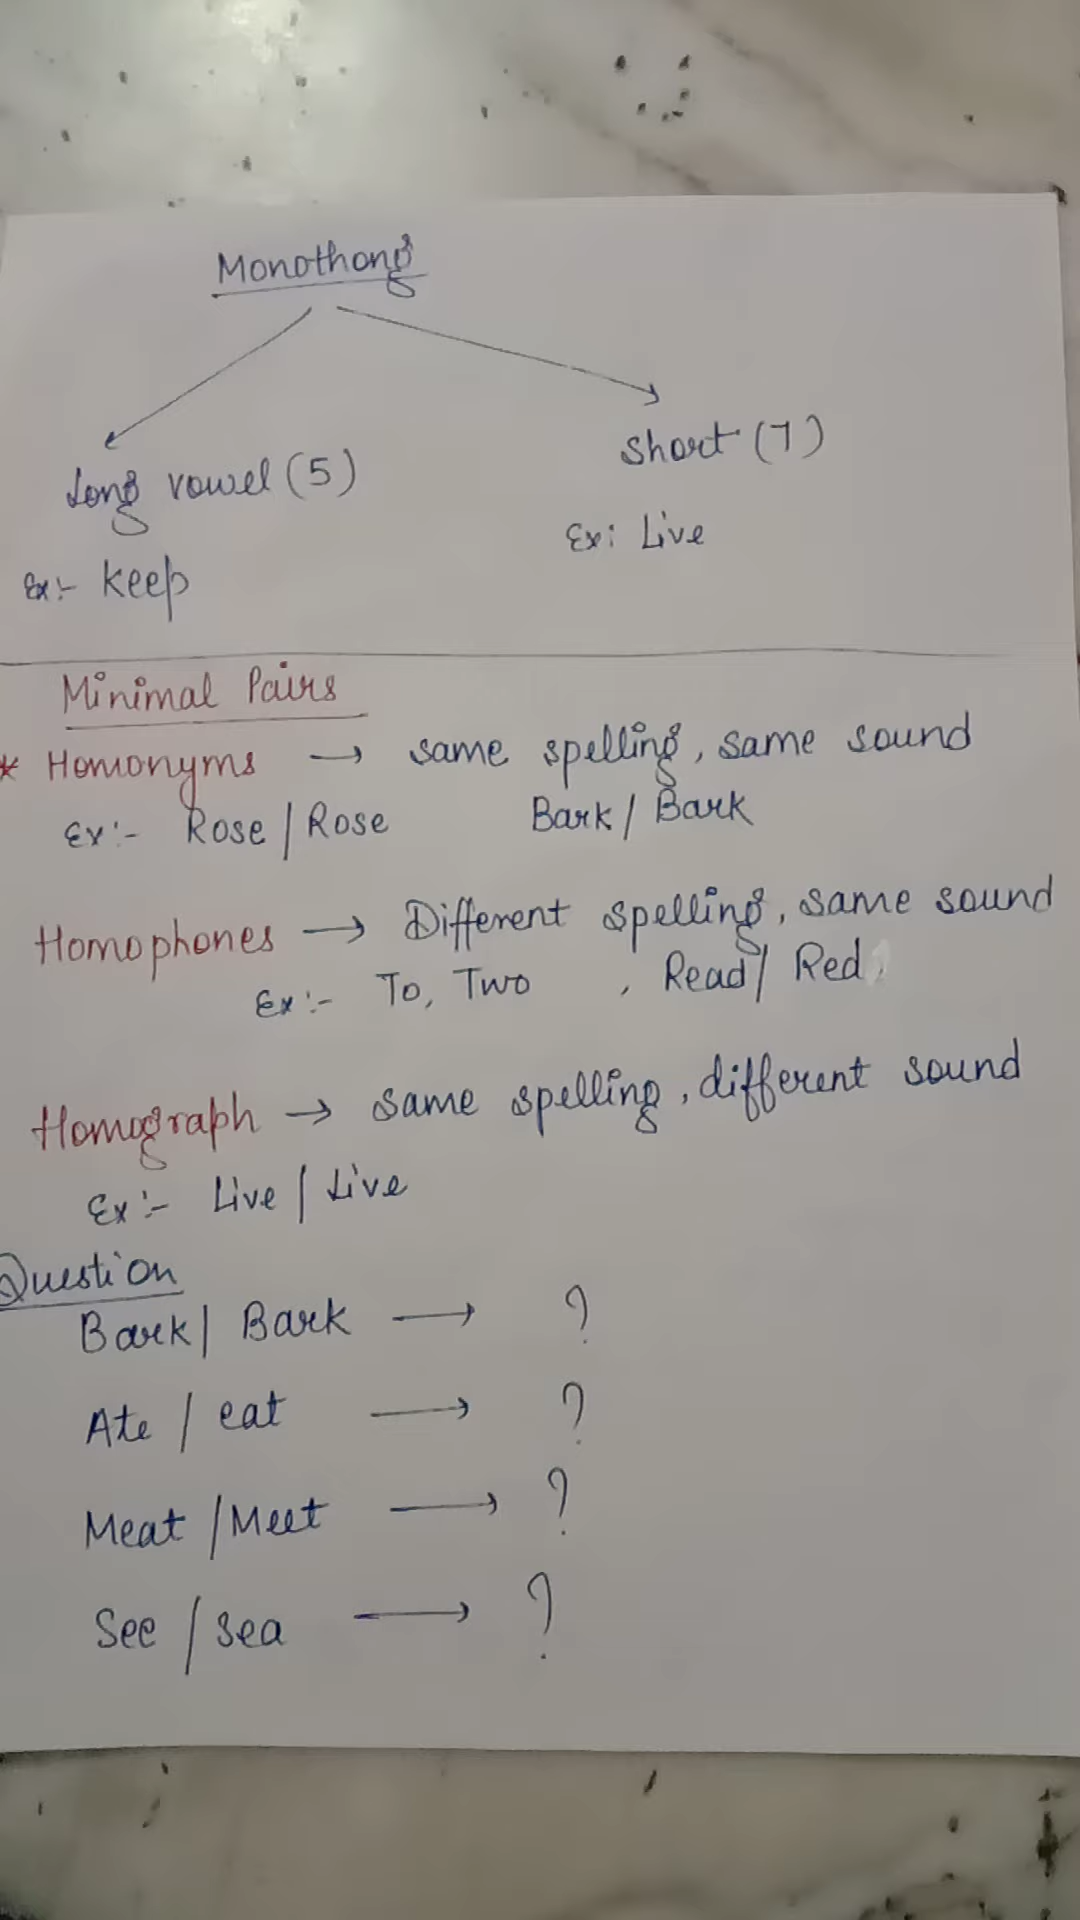 Monothong
Long vowel (5)
Short (7)
Ex:- Keep
Ex: Live
Minimal Pairs
* Homonyms → same spelling, same sound
Ex:- Rose / Rose Bark / Bark
Homophones → Different spelling, same sound
Ex:- To, Two , Read / Red
Homograph → same spelling, different sound
Ex:- Live / Live
Question
Bark / Bark → ?
Ate / eat → ?
Meat / Meet → ?
See / sea → ?